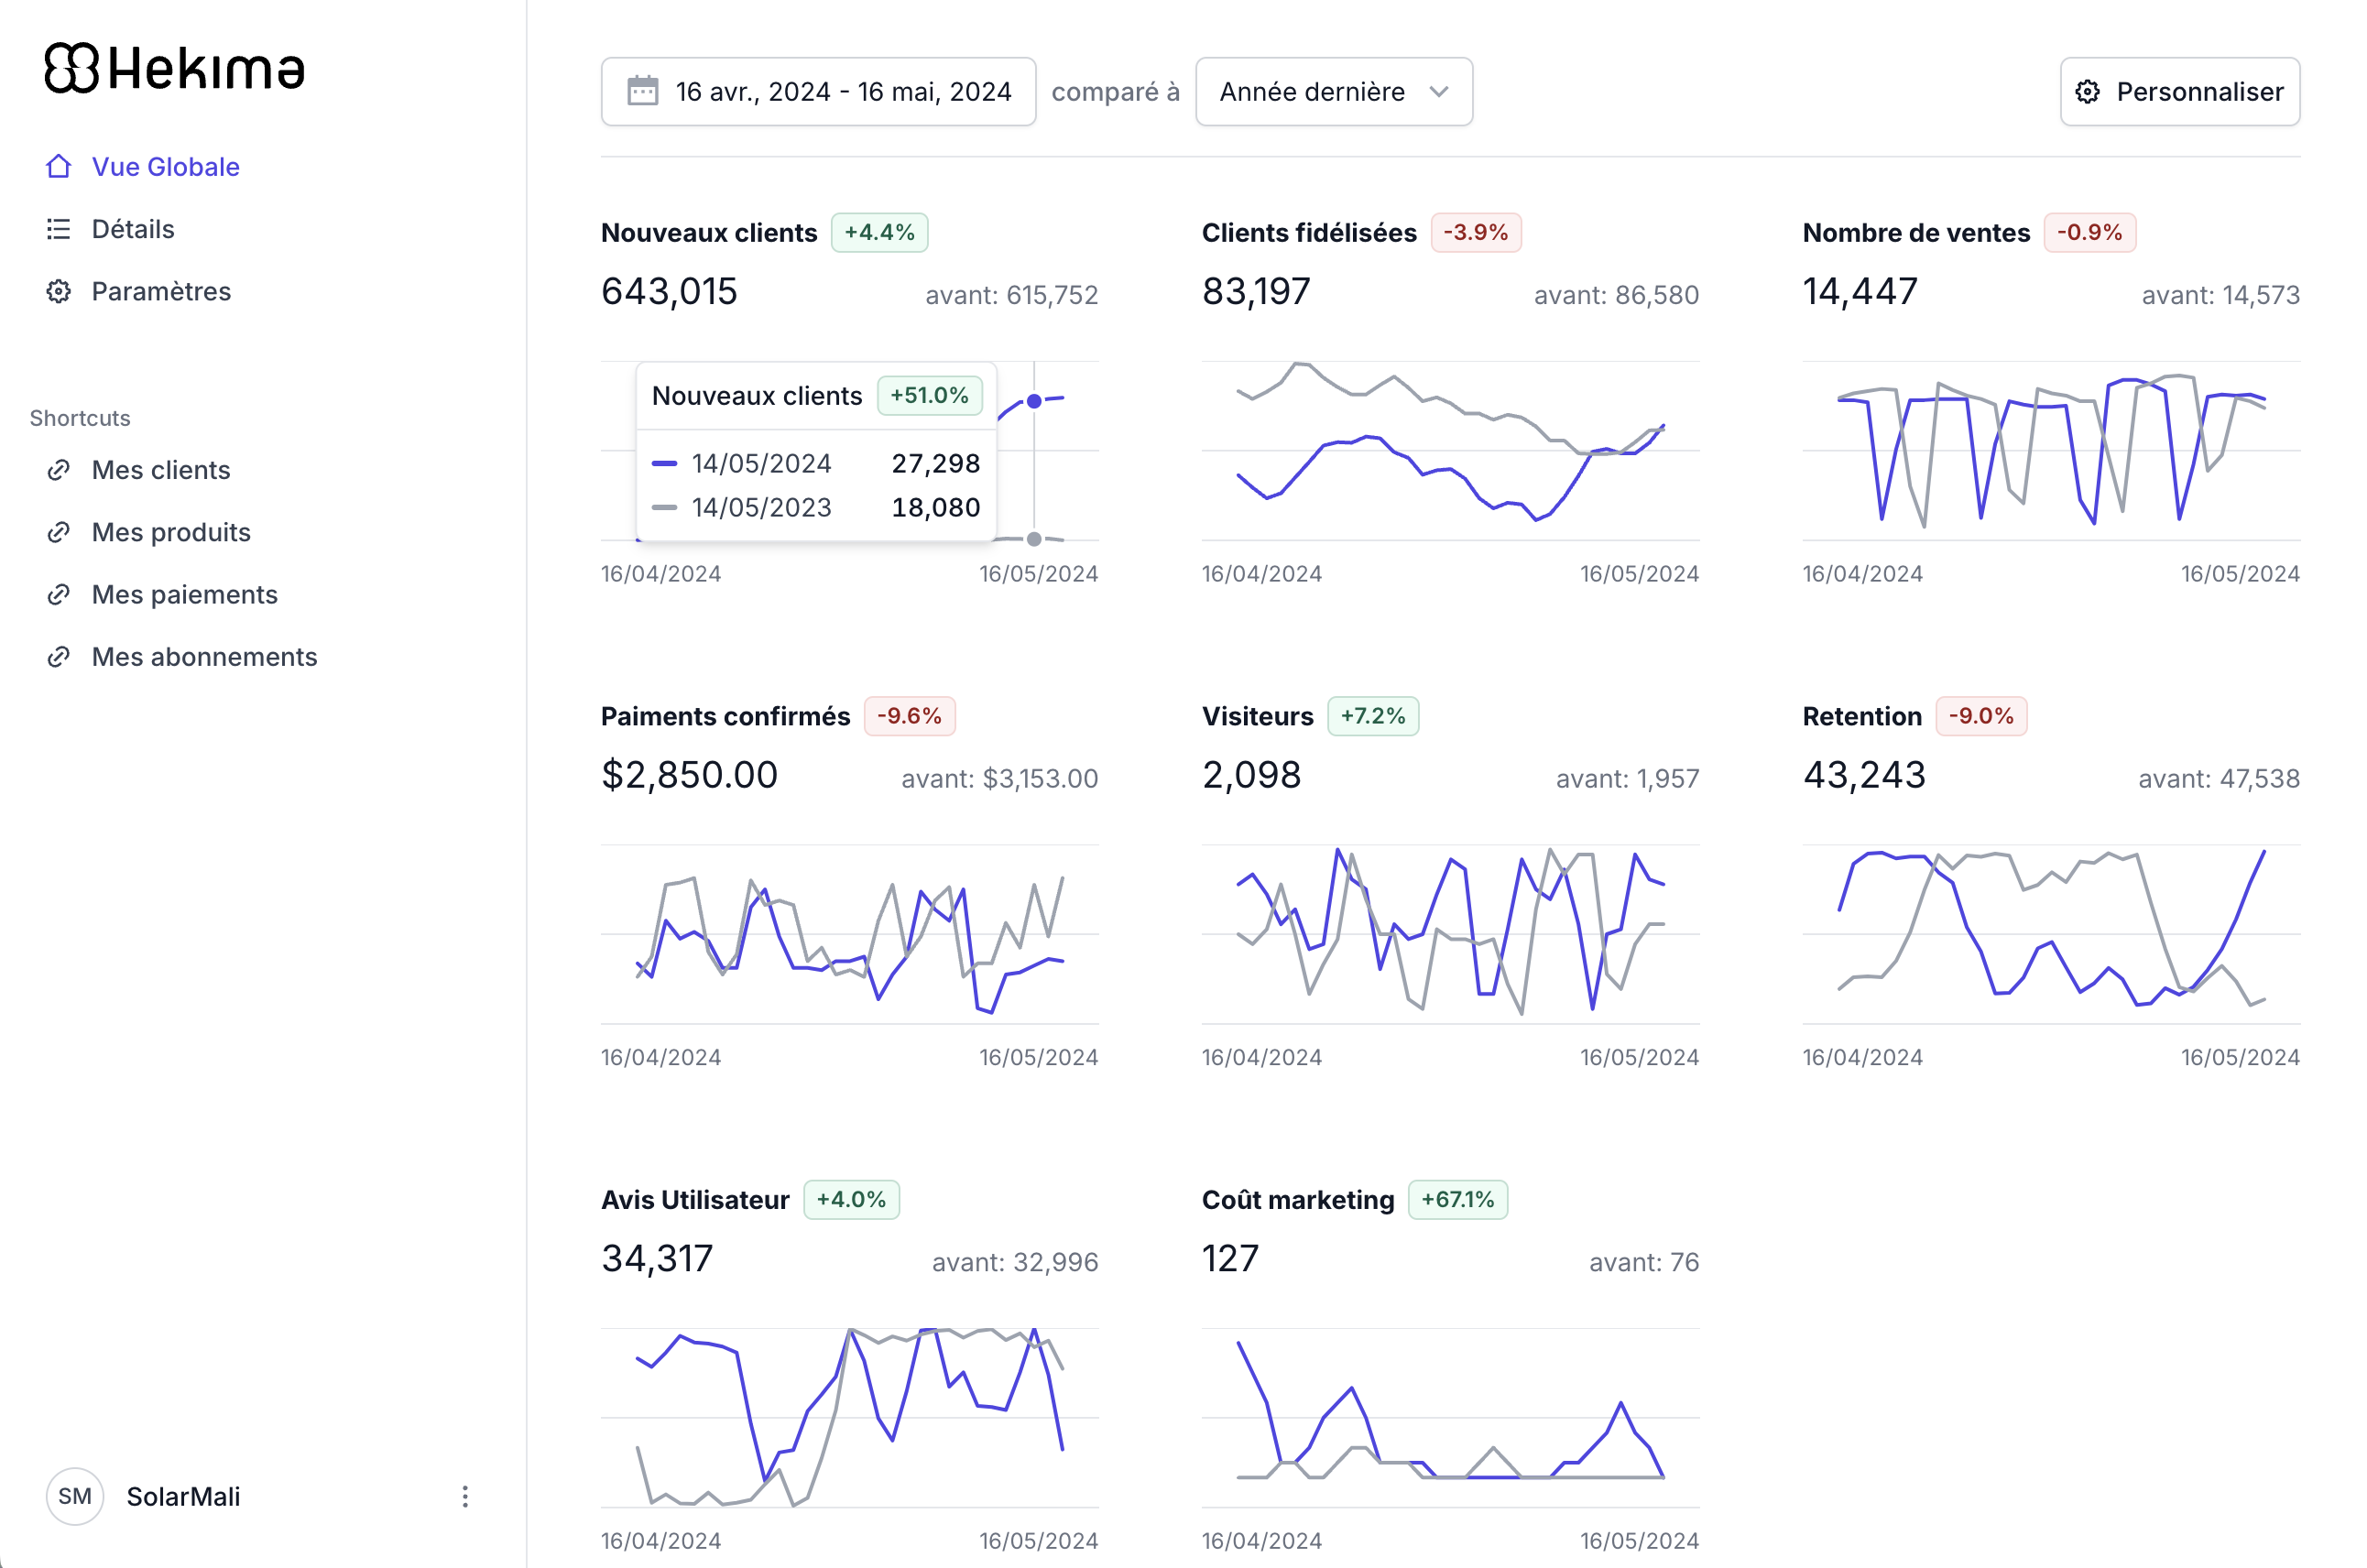 Hekima
Vue Globale
Détails
Paramètres
Shortcuts
Mes clients
Mes produits
Mes paiements
Mes abonnements
SM SolarMali
16 avr., 2024 - 16 mai, 2024 comparé à Année dernière Personnaliser
Nouveaux clients +4.4%
643,015 avant: 615,752
Nouveaux clients +51.0%
14/05/2024 27,298
14/05/2023 18,080
16/04/2024 16/05/2024
Clients fidélisées -3.9%
83,197 avant: 86,580
16/04/2024 16/05/2024
Nombre de ventes -0.9%
14,447 avant: 14,573
16/04/2024 16/05/2024
Paiments confirmés -9.6%
$2,850.00 avant: $3,153.00
16/04/2024 16/05/2024
Visiteurs +7.2%
2,098 avant: 1,957
16/04/2024 16/05/2024
Retention -9.0%
43,243 avant: 47,538
16/04/2024 16/05/2024
Avis Utilisateur +4.0%
34,317 avant: 32,996
16/04/2024 16/05/2024
Coût marketing +67.1%
127 avant: 76
16/04/2024 16/05/2024